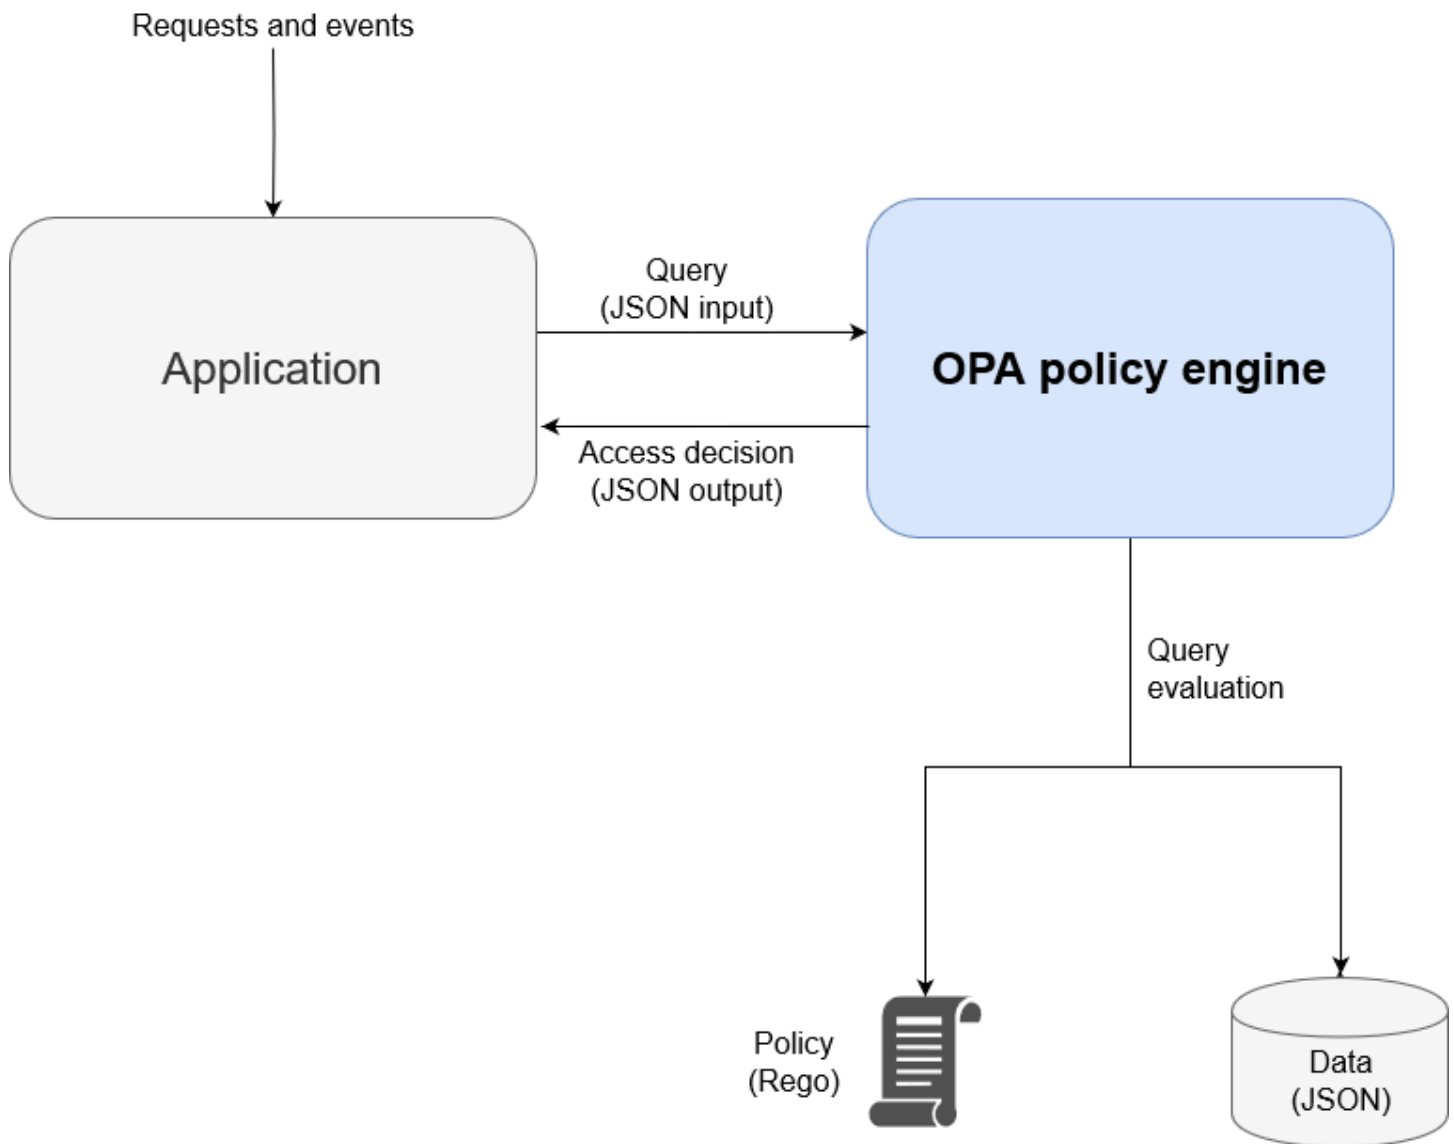 Requests and events
Query
(JSON input)
Application
OPA policy engine
Access decision
(JSON output)
Query
evaluation
Policy
(Rego)
Data
(JSON)